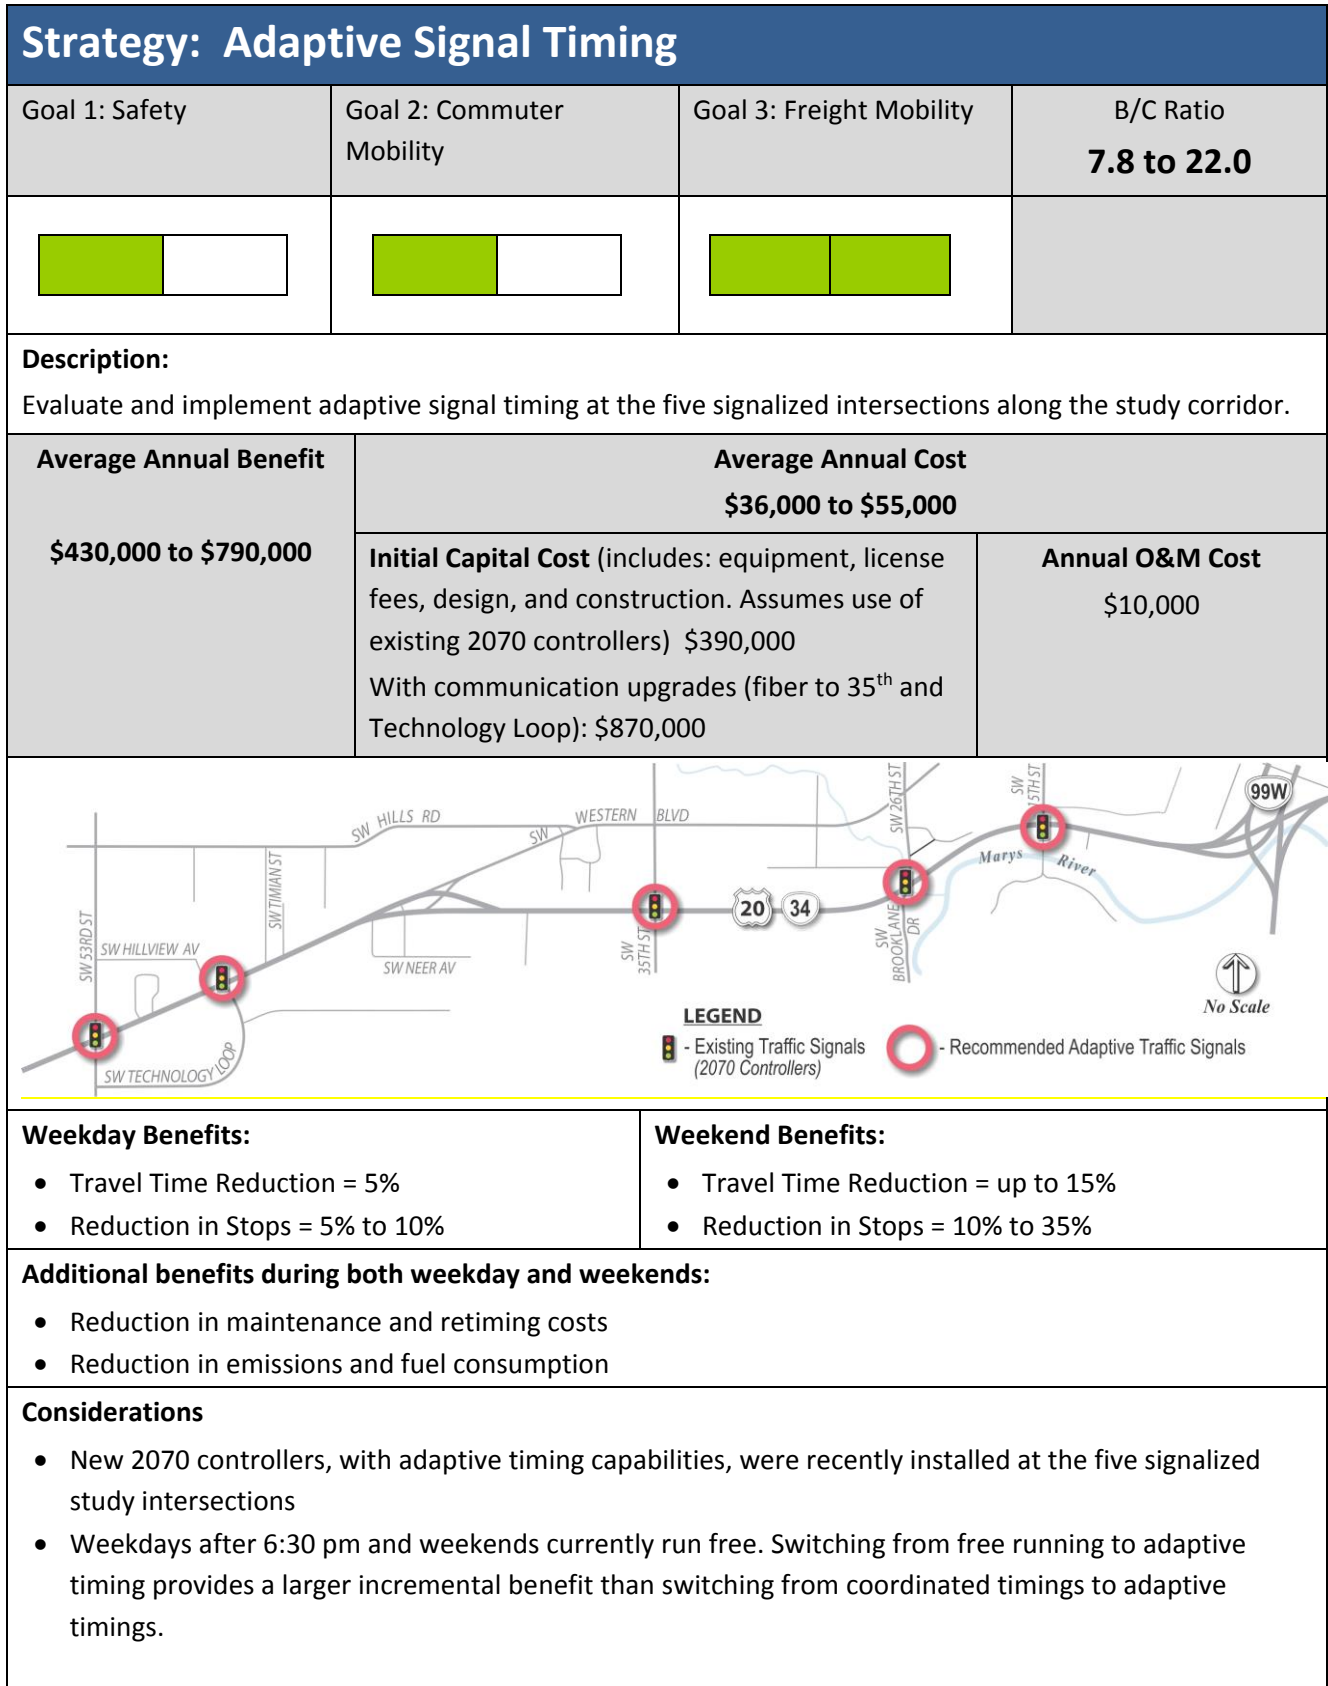 Strategy:  Adaptive Signal Timing
Goal 1: Safety
Goal 2: Commuter
Mobility
Goal 3: Freight Mobility
B/C Ratio
7.8 to 22.0
Description:
Evaluate and implement adaptive signal timing at the five signalized intersections along the study corridor.
Average Annual Benefit
$430,000 to $790,000
Average Annual Cost
$36,000 to $55,000
Initial Capital Cost (includes: equipment, license
fees, design, and construction. Assumes use of
existing 2070 controllers)  $390,000
With communication upgrades (fiber to 35th and
Technology Loop): $870,000
Annual O&M Cost
$10,000
SW 53RD ST
SW HILLVIEW AV
SW TECHNOLOGY LOOP
SW TIMIAN ST
SW HILLS RD
SW NEER AV
SW WESTERN BLVD
SW
35TH ST
20
34
SW 26TH ST
SW
BROOKLANE
DR
Marys River
SW
15TH ST
99W
No Scale
LEGEND
- Existing Traffic Signals
(2070 Controllers)
- Recommended Adaptive Traffic Signals
Weekday Benefits:
• Travel Time Reduction = 5%
• Reduction in Stops = 5% to 10%
Weekend Benefits:
• Travel Time Reduction = up to 15%
• Reduction in Stops = 10% to 35%
Additional benefits during both weekday and weekends:
• Reduction in maintenance and retiming costs
• Reduction in emissions and fuel consumption
Considerations
• New 2070 controllers, with adaptive timing capabilities, were recently installed at the five signalized
study intersections
• Weekdays after 6:30 pm and weekends currently run free. Switching from free running to adaptive
timing provides a larger incremental benefit than switching from coordinated timings to adaptive
timings.